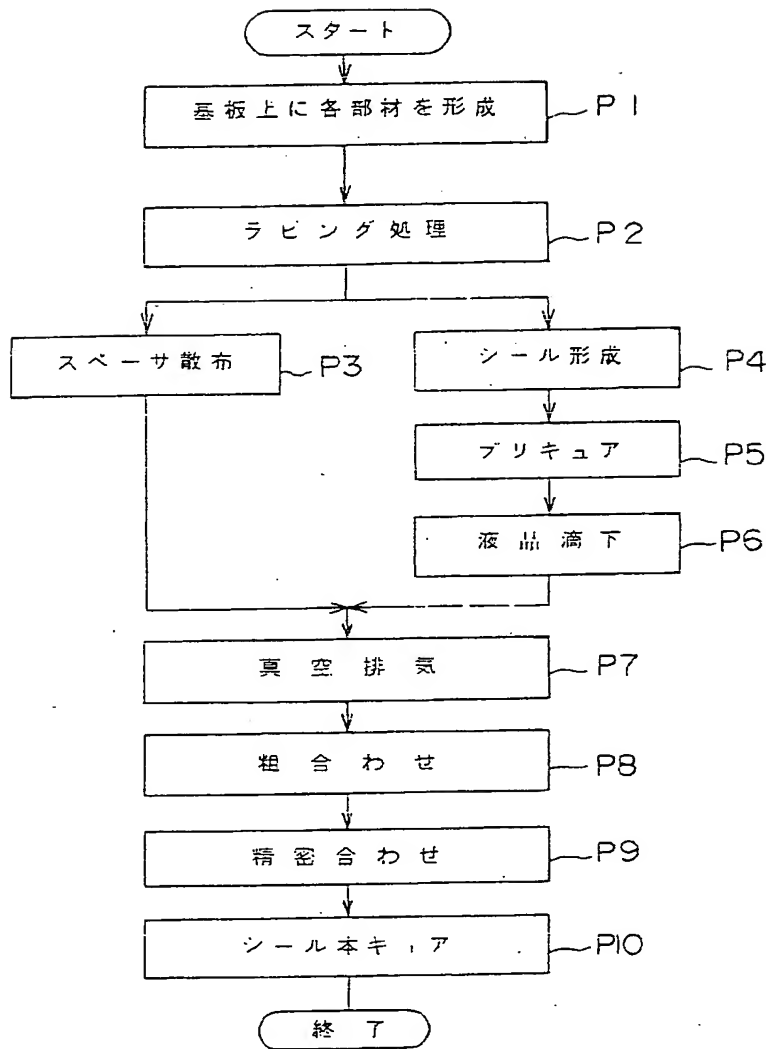 スタート
基板上に各部材を形成 P1
ラビング処理 P2
スペーサ散布 P3
シール形成 P4
プリキュア P5
液晶滴下 P6
真空排気 P7
粗合わせ P8
精密合わせ P9
シール本キュア P10
終了